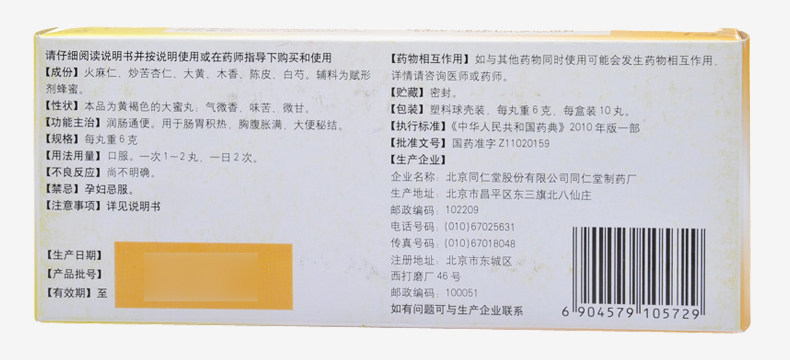 请仔细阅读说明书并按说明使用或在药师指导下购买和使用
【成份】火麻仁、炒苦杏仁、大黄、木香、陈皮、白芍。辅料为赋形
剂蜂蜜。
【性状】本品为黄褐色的大蜜丸；气微香、味苦、微甘。
【功能主治】润肠通便。用于肠胃积热，胸腹胀满，大便秘结。
【规格】每丸重6克
【用法用量】口服。一次1～2丸，一日2次。
【不良反应】尚不明确。
【禁忌】孕妇忌服。
【注意事项】详见说明书
【生产日期】
【产品批号】
【有效期】至
【药物相互作用】如与其他药物同时使用可能会发生药物相互作用，
详情请咨询医师或药师。
【贮藏】密封。
【包装】塑料球壳装，每丸重6克，每盒装10丸。
【执行标准】《中华人民共和国药典》2010年版一部
【批准文号】国药准字Z11020159
【生产企业】
企业名称：北京同仁堂股份有限公司同仁堂制药厂
生产地址：北京市昌平区东三旗北八仙庄
邮政编码：102209
电话号码：(010)67025631
传真号码：(010)67018048
注册地址：北京市东城区
西打磨厂46号
邮政编码：100051
如有问题可与生产企业联系
6 904579 105729